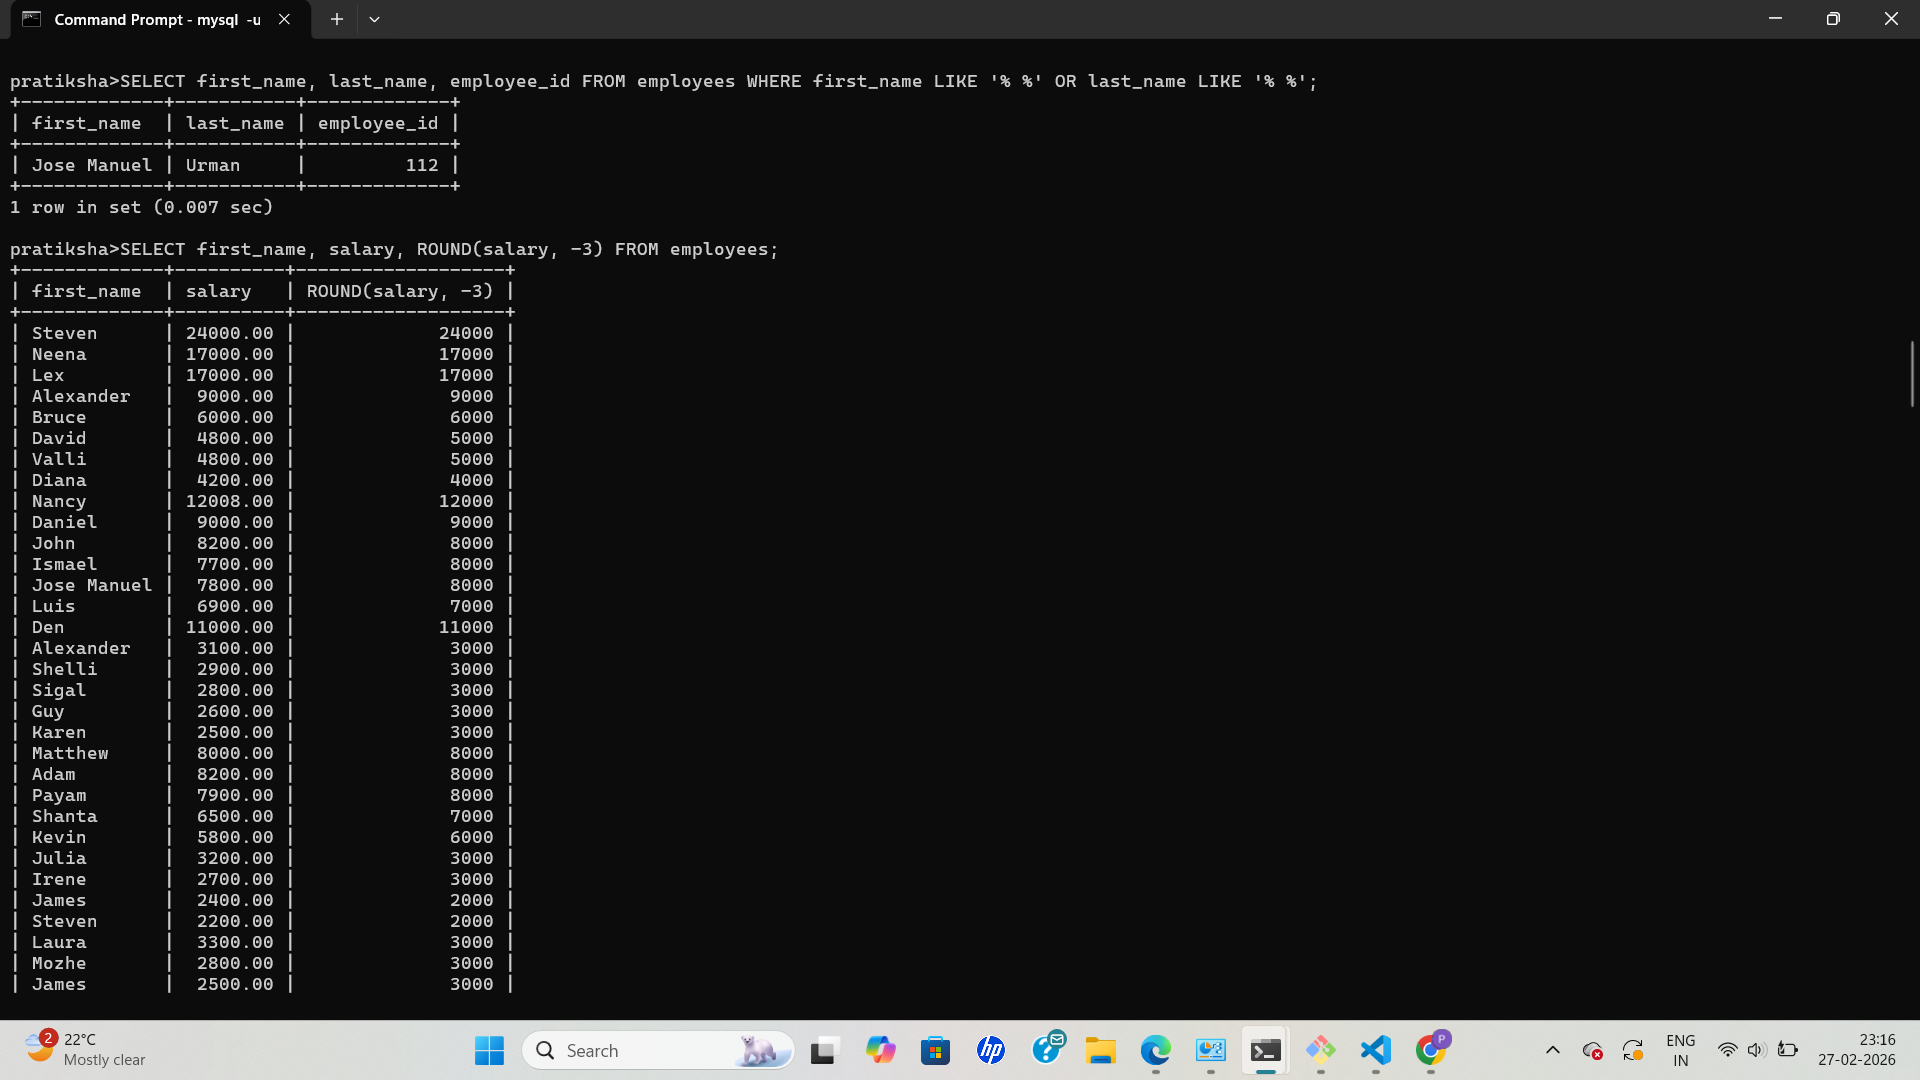 Command Prompt - mysql -u
pratiksha>SELECT first_name, last_name, employee_id FROM employees WHERE first_name LIKE '% %' OR last_name LIKE '% %';
+-------------+-----------+-------------+
| first_name  | last_name | employee_id |
+-------------+-----------+-------------+
| Jose Manuel | Urman     |         112 |
+-------------+-----------+-------------+
1 row in set (0.007 sec)
pratiksha>SELECT first_name, salary, ROUND(salary, -3) FROM employees;
+-------------+----------+-------------------+
| first_name  | salary   | ROUND(salary, -3) |
+-------------+----------+-------------------+
| Steven      | 24000.00 |             24000 |
| Neena       | 17000.00 |             17000 |
| Lex         | 17000.00 |             17000 |
| Alexander   |  9000.00 |              9000 |
| Bruce       |  6000.00 |              6000 |
| David       |  4800.00 |              5000 |
| Valli       |  4800.00 |              5000 |
| Diana       |  4200.00 |              4000 |
| Nancy       | 12008.00 |             12000 |
| Daniel      |  9000.00 |              9000 |
| John        |  8200.00 |              8000 |
| Ismael      |  7700.00 |              8000 |
| Jose Manuel |  7800.00 |              8000 |
| Luis        |  6900.00 |              7000 |
| Den         | 11000.00 |             11000 |
| Alexander   |  3100.00 |              3000 |
| Shelli      |  2900.00 |              3000 |
| Sigal       |  2800.00 |              3000 |
| Guy         |  2600.00 |              3000 |
| Karen       |  2500.00 |              3000 |
| Matthew     |  8000.00 |              8000 |
| Adam        |  8200.00 |              8000 |
| Payam       |  7900.00 |              8000 |
| Shanta      |  6500.00 |              7000 |
| Kevin       |  5800.00 |              6000 |
| Julia       |  3200.00 |              3000 |
| Irene       |  2700.00 |              3000 |
| James       |  2400.00 |              2000 |
| Steven      |  2200.00 |              2000 |
| Laura       |  3300.00 |              3000 |
| Mozhe       |  2800.00 |              3000 |
| James       |  2500.00 |              3000 |
2
22°C
Mostly clear
Search
hp
P
ENG
IN
23:16
27-02-2026